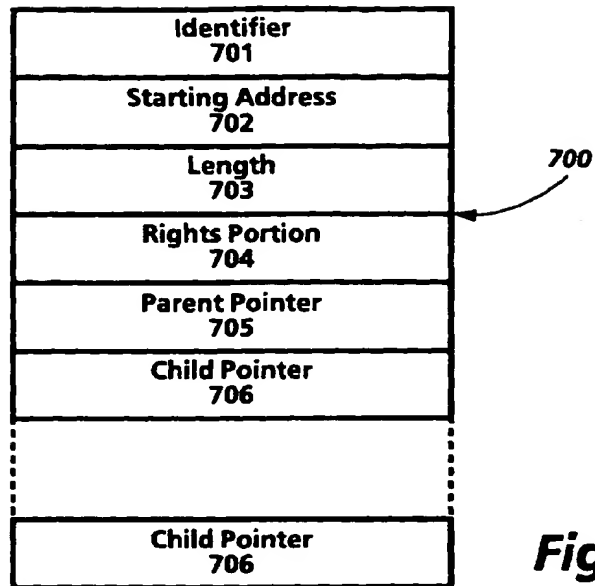 Identifier
701
Starting Address
702
Length
703
700
Rights Portion
704
Parent Pointer
705
Child Pointer
706
Child Pointer
706
Fig